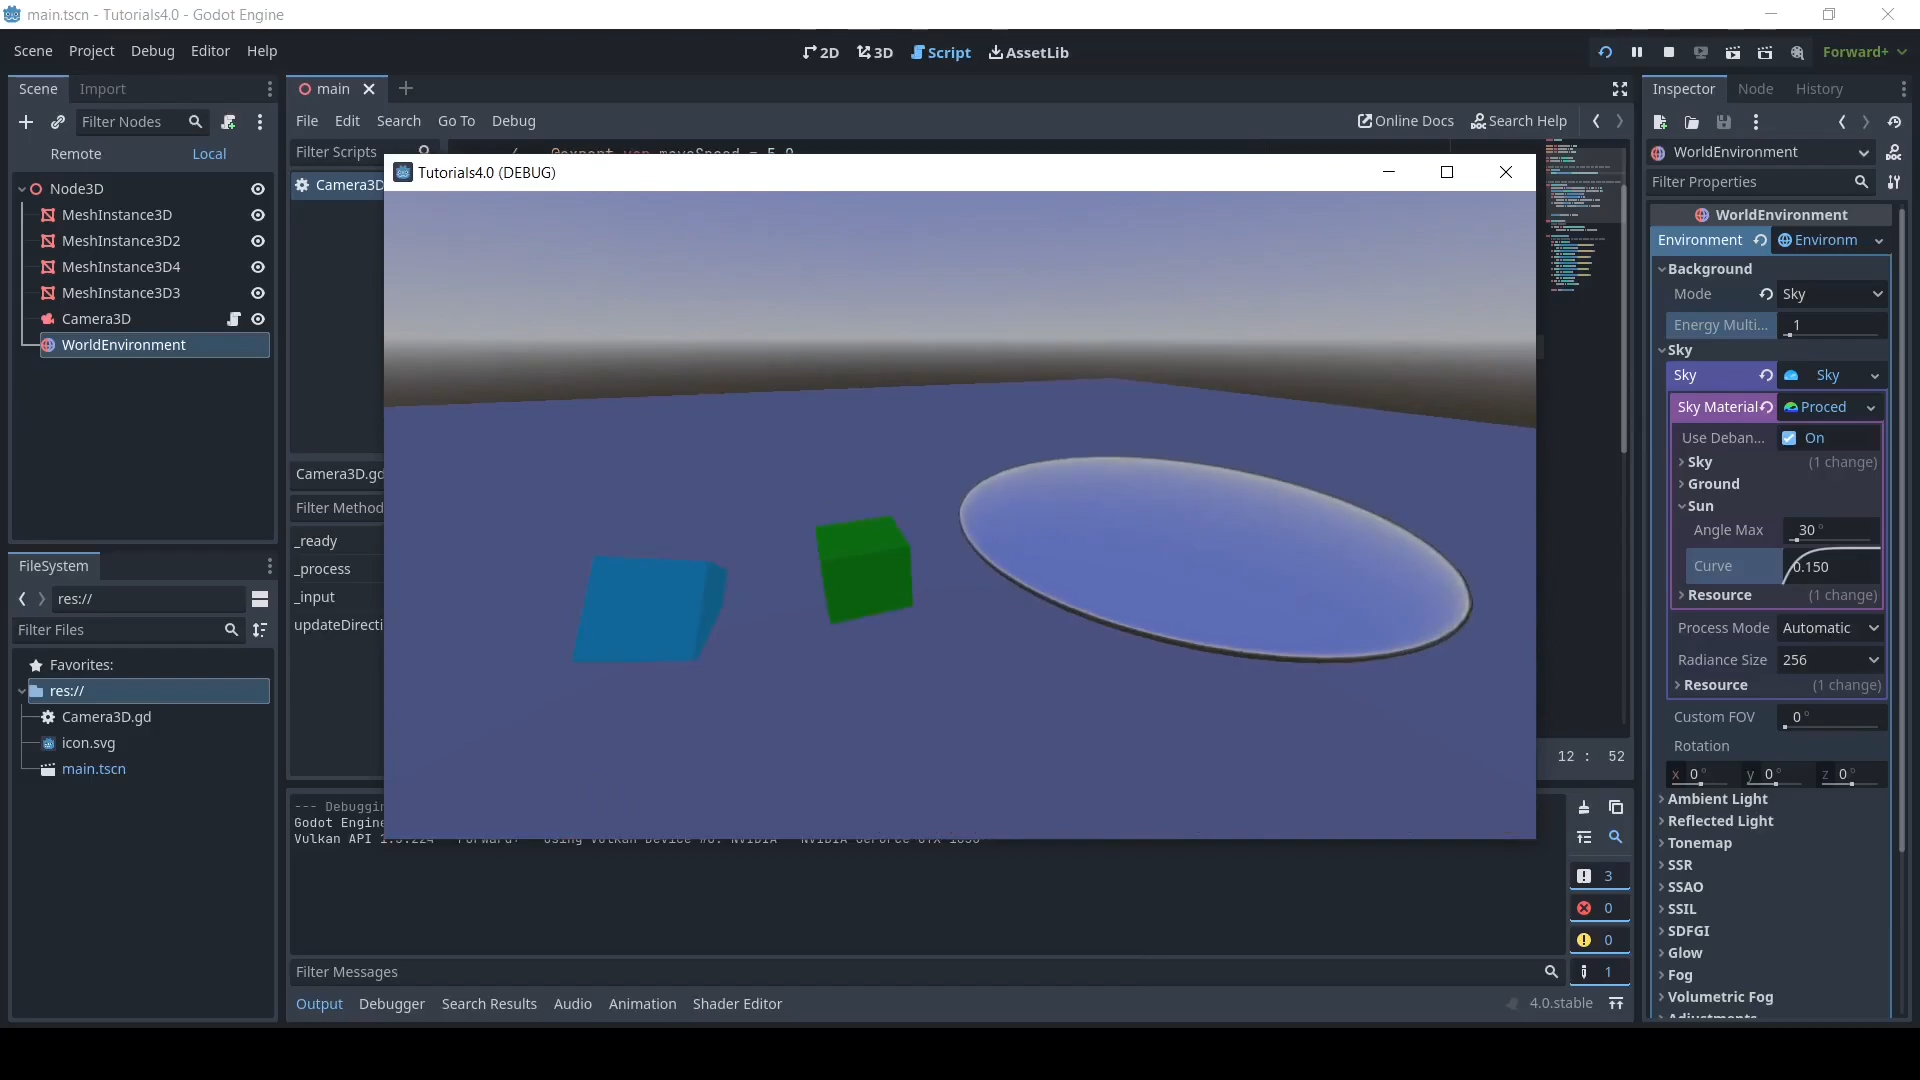 main.tscn - Tutorials4.0 - Godot Engine
Scene Project Debug Editor Help
2D 3D Script AssetLib
Forward+
Scene Import
Filter Nodes
Remote Local
Node3D
MeshInstance3D
MeshInstance3D2
MeshInstance3D4
MeshInstance3D3
Camera3D
WorldEnvironment
FileSystem
res://
Filter Files
Favorites:
res://
Camera3D.gd
icon.svg
main.tscn
main
File Edit Search Go To Debug
Online Docs Search Help
Filter Scripts
Camera3D
Camera3D.gd
Filter Method
_ready
_process
_input
updateDirecti
Tutorials4.0 (DEBUG)
12 : 52
--- Debuggin
Godot Engine
Vulkan API
Filter Messages
3
0
0
1
Output Debugger Search Results Audio Animation Shader Editor
4.0.stable
Inspector Node History
WorldEnvironment
Filter Properties
WorldEnvironment
Environment Environm
Background
Mode Sky
Energy Multi... 1
Sky
Sky Sky
Sky Material Proced
Use Deban... On
Sky (1 change)
Ground
Sun
Angle Max 30 °
Curve 0.150
Resource (1 change)
Process Mode Automatic
Radiance Size 256
Resource (1 change)
Custom FOV 0 °
Rotation
x 0 ° y 0 ° z 0 °
Ambient Light
Reflected Light
Tonemap
SSR
SSAO
SSIL
SDFGI
Glow
Fog
Volumetric Fog